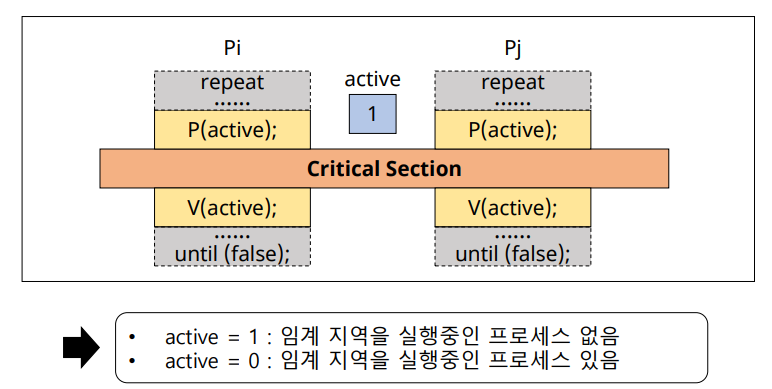 Pi
Pj
repeat
......
active
repeat
......
1
P(active);
P(active);
Critical Section
V(active);
V(active);
......
until (false);
......
until (false);
• active = 1 : 임계 지역을 실행중인 프로세스 없음
• active = 0 : 임계 지역을 실행중인 프로세스 있음